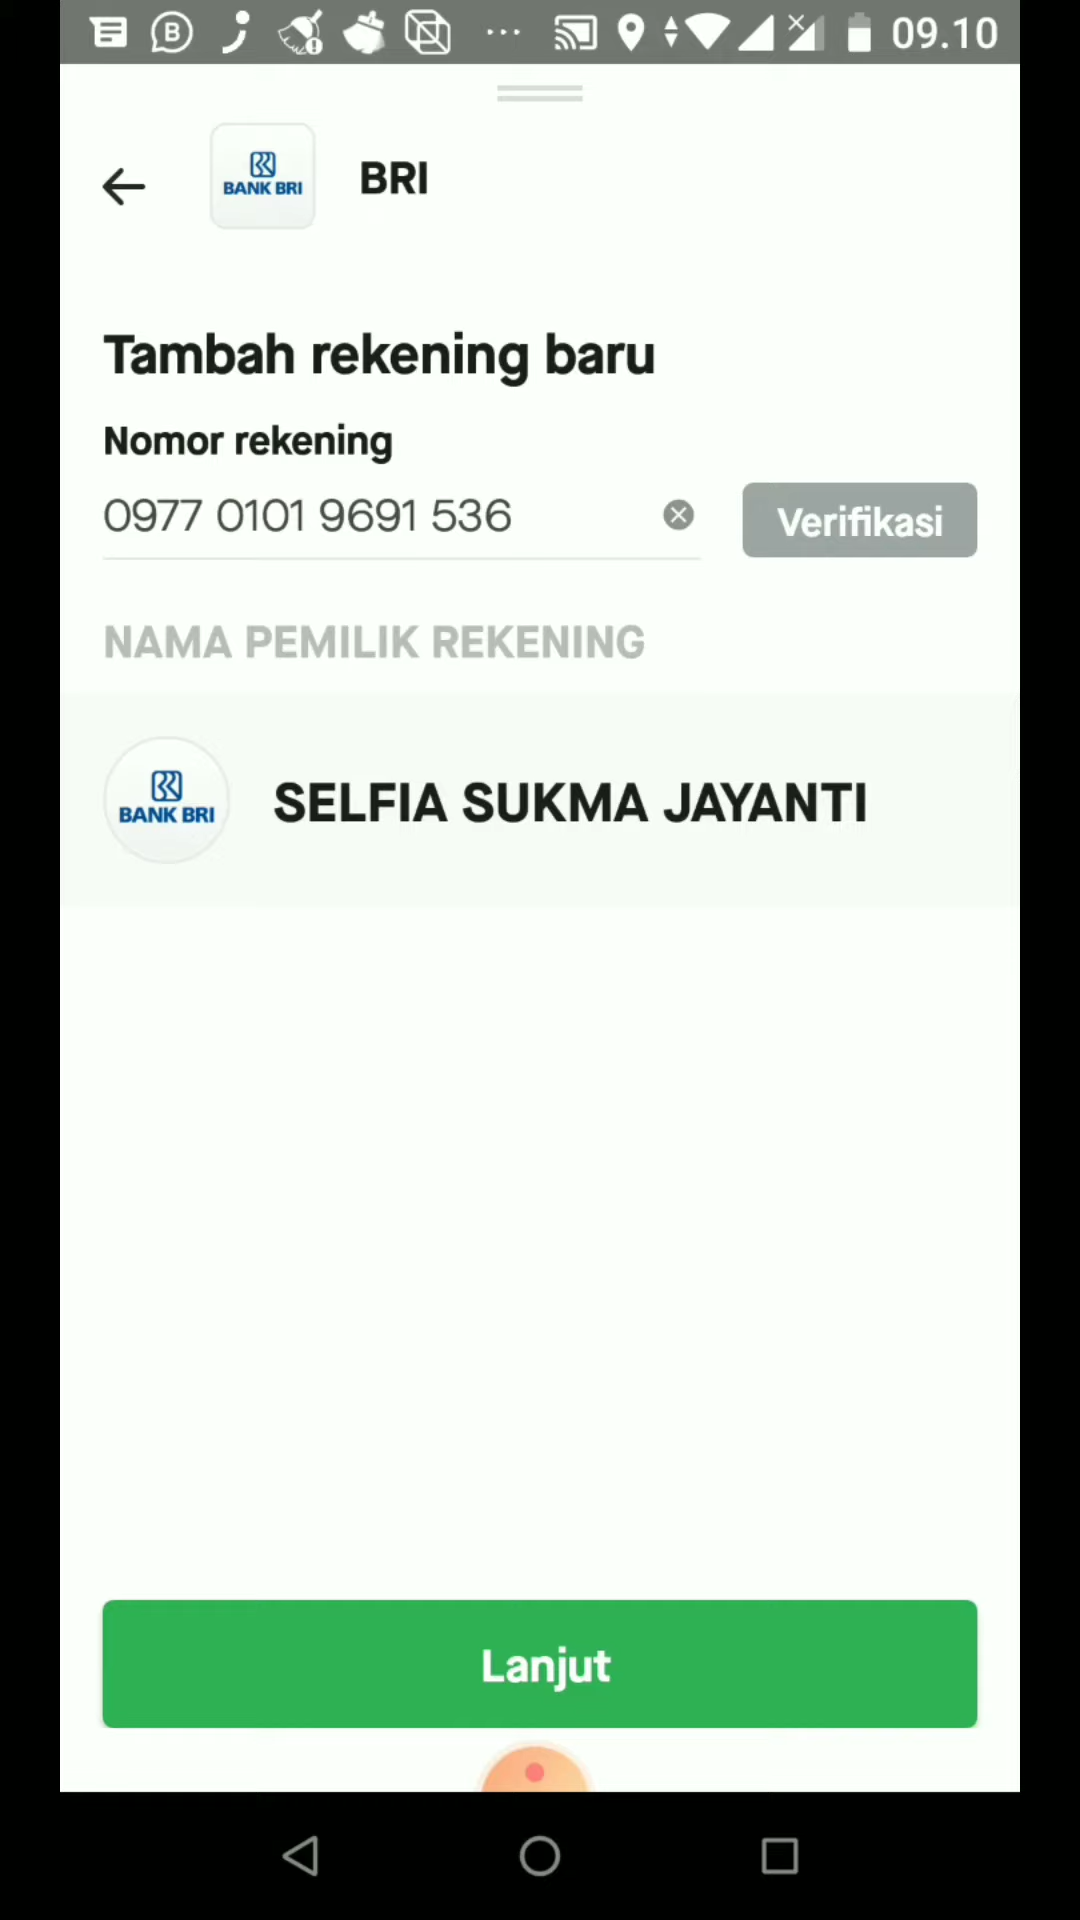 09.10
BANK BRI
BRI
Tambah rekening baru
Nomor rekening
0977 0101 9691 536
Verifikasi
NAMA PEMILIK REKENING
BANK BRI
SELFIA SUKMA JAYANTI
Lanjut